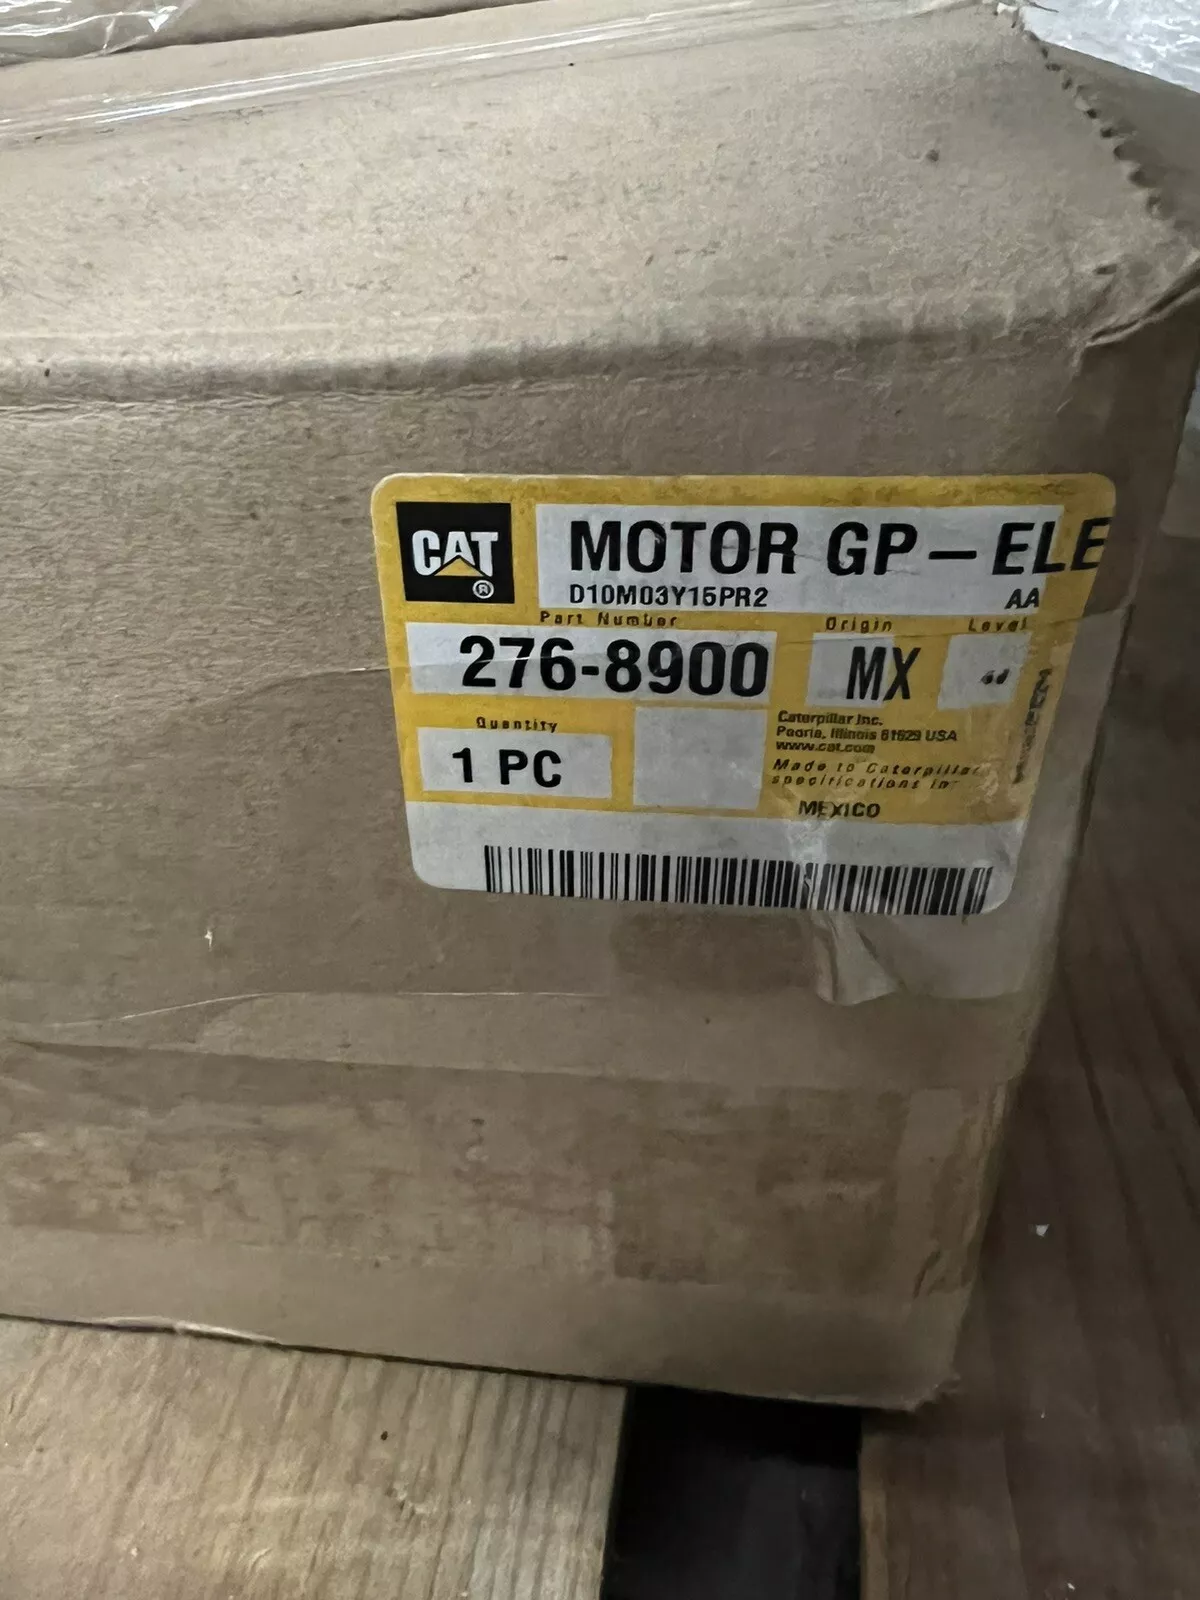 CAT
®
MOTOR GP-ELE
D10M03Y15PR2 AA
Part Number Origin Level
276-8900 MX
Quantity
1 PC
Caterpillar Inc.
Peoria, Illinois 61629 USA
www.cat.com
Made to Caterpillar
specifications in
MEXICO